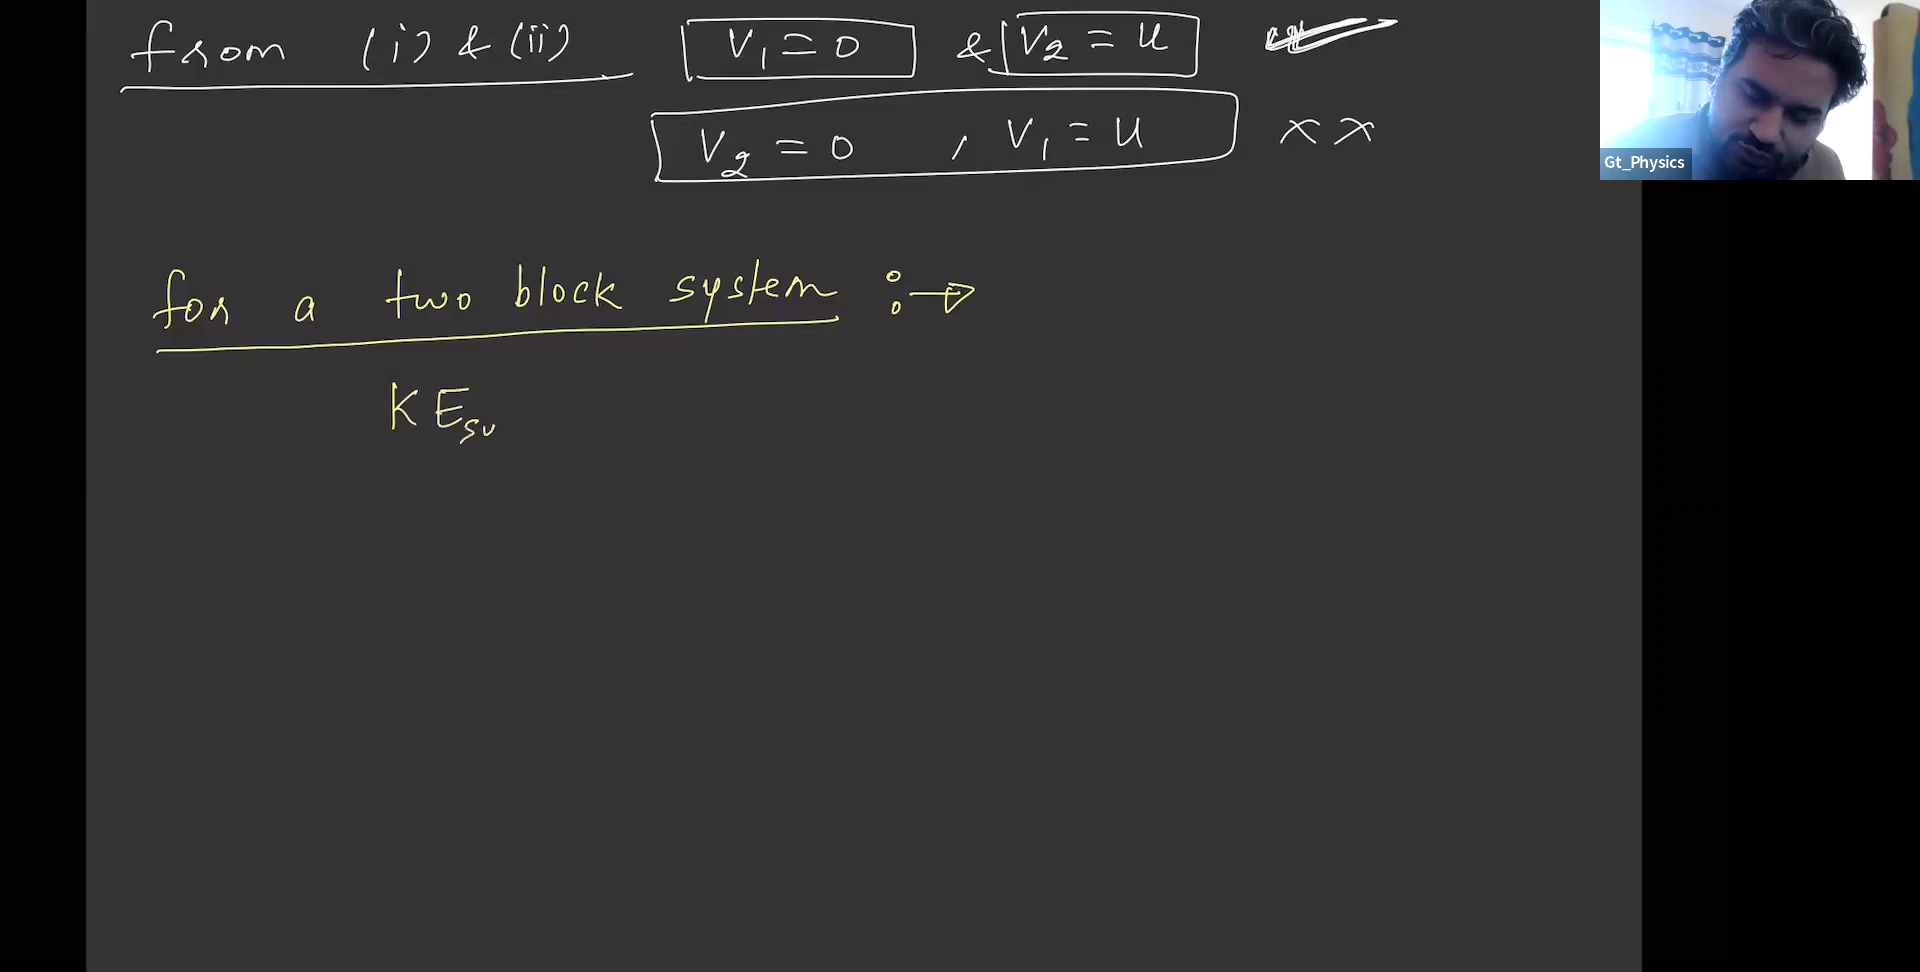 from (i) & (ii) V₁ = 0 & V₂ = u
V₂ = 0 , V₁ = u × ×
Gt_Physics
for a two block system :→
KE